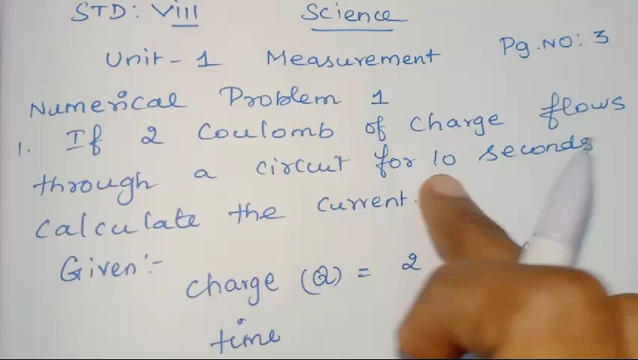 STD: VIII Science
Unit - 1 Measurement Pg.NO: 3
Numerical Problem 1
1. If 2 Coulomb of charge flows
through a circuit for 10 seconds
calculate the current.
Given:-
charge (Q) = 2
time